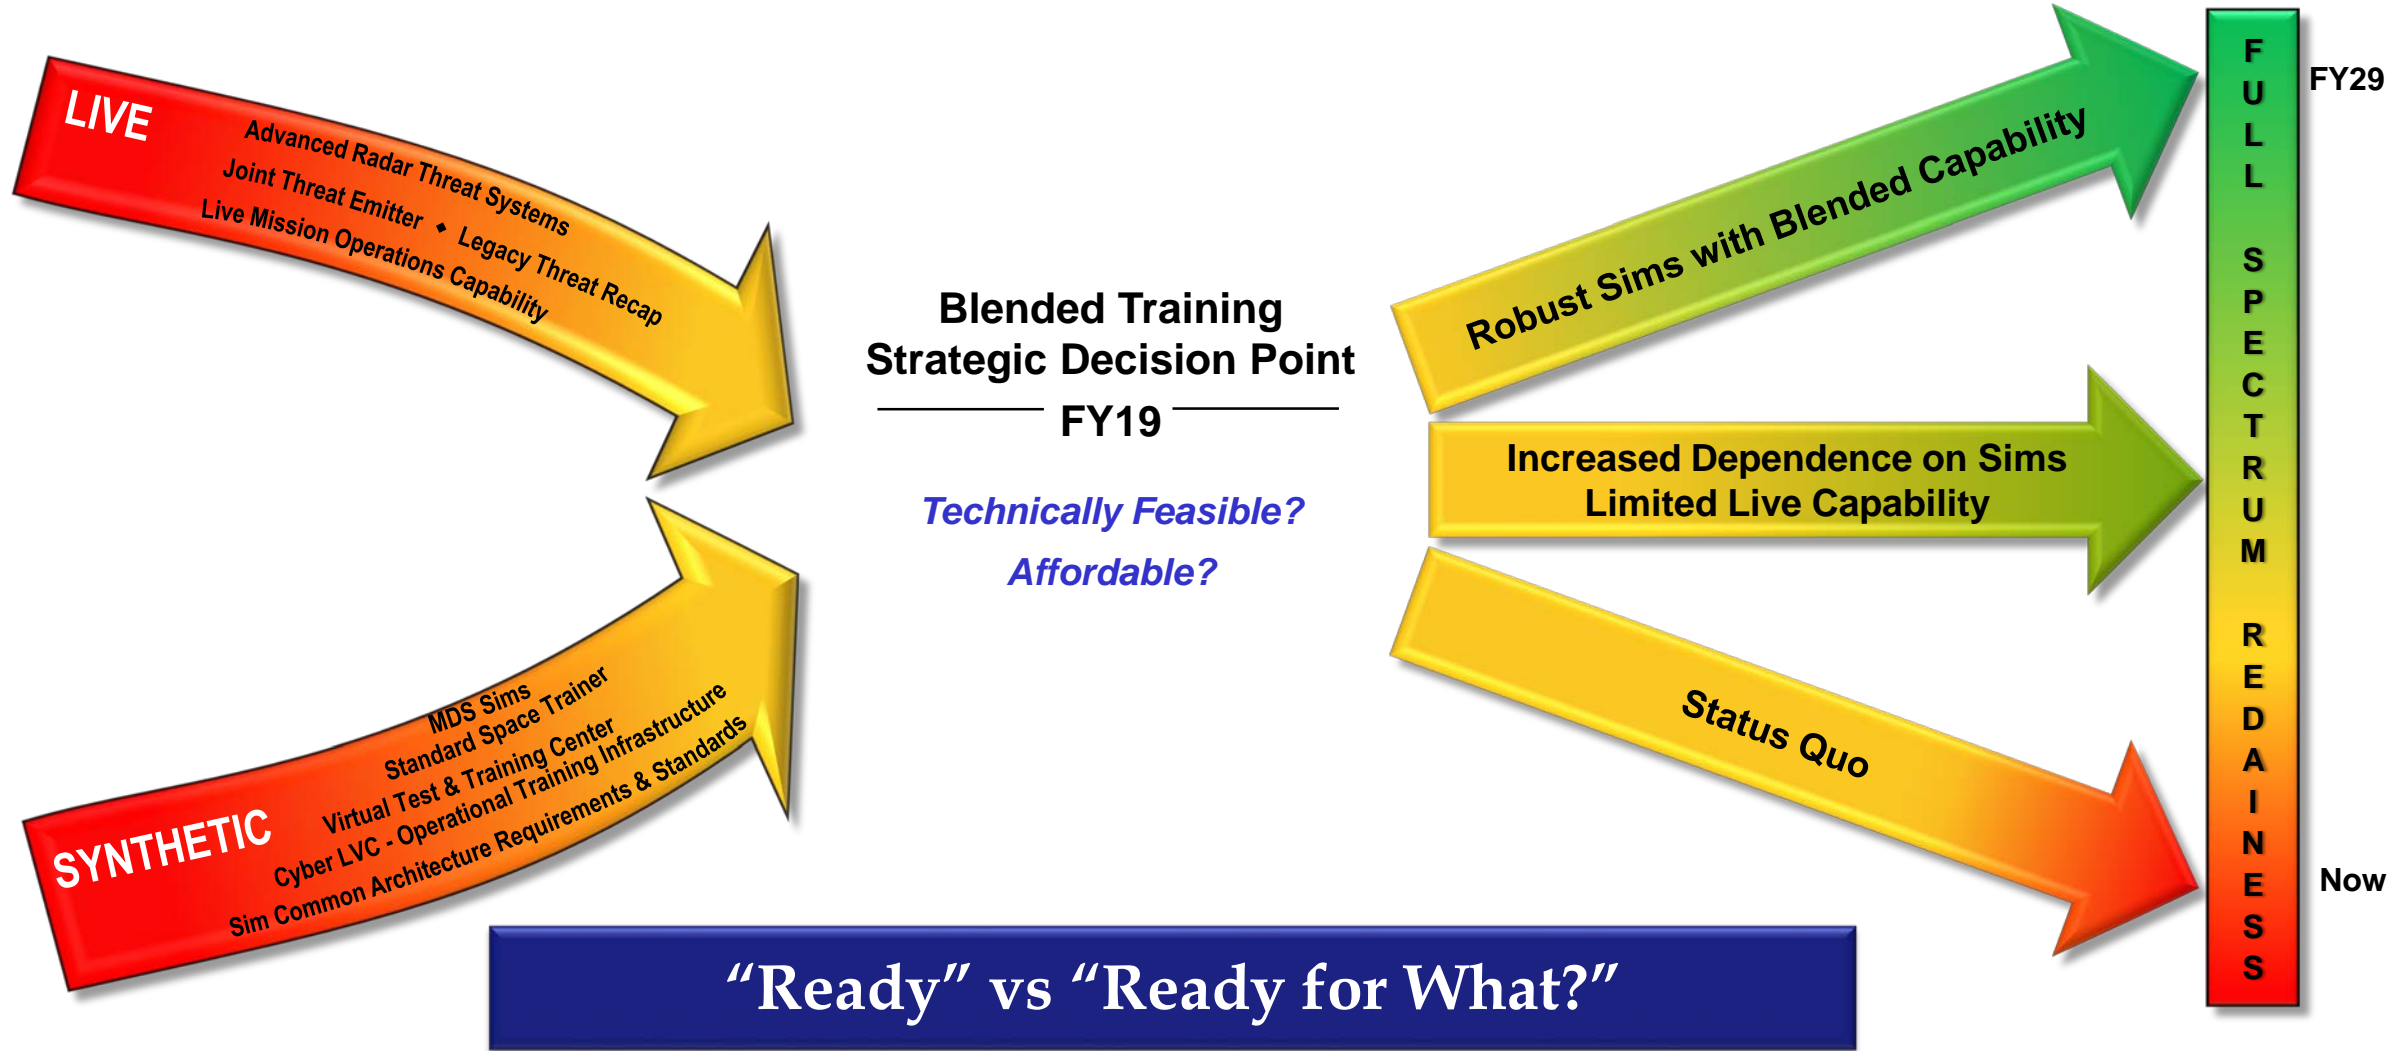 LIVE
Advanced Radar Threat Systems
Joint Threat Emitter ◆ Legacy Threat Recap
Live Mission Operations Capability
SYNTHETIC
MDS Sims
Standard Space Trainer
Virtual Test & Training Center
Cyber LVC - Operational Training Infrastructure
Sim Common Architecture Requirements & Standards
Blended Training
Strategic Decision Point
FY19
Technically Feasible?
Affordable?
Robust Sims with Blended Capability
Increased Dependence on Sims
Limited Live Capability
Status Quo
FULL SPECTRUM REDAINESS
FY29
Now
“Ready” vs “Ready for What?”